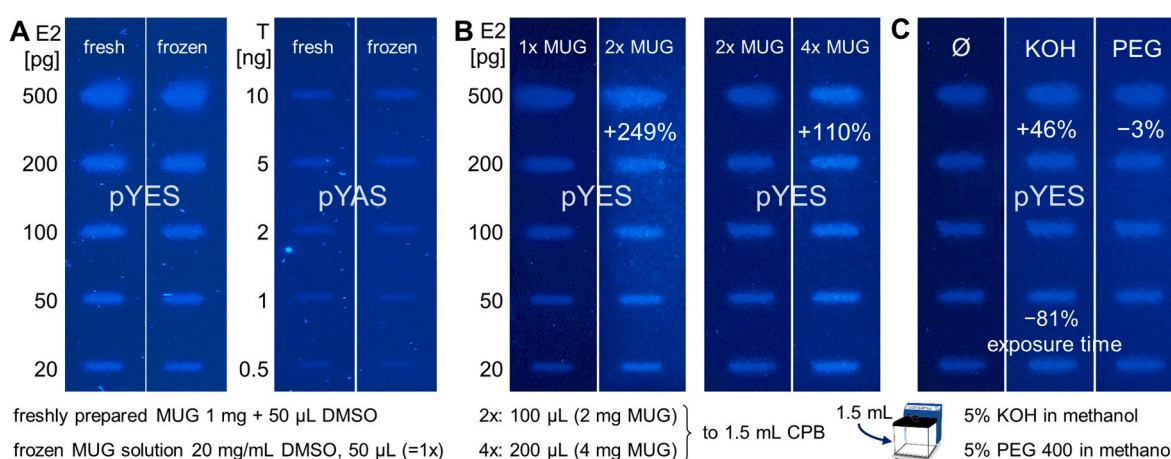 A E2 [pg] fresh frozen
500
200
pYES
100
50
20
T [ng] fresh frozen
10
5
pYAS
2
1
0.5
freshly prepared MUG 1 mg + 50 µL DMSO
frozen MUG solution 20 mg/mL DMSO, 50 µL (=1x)
B E2 [pg] 1x MUG 2x MUG 2x MUG 4x MUG
500
+249% +110%
200
pYES pYES
100
50
20
2x: 100 µL (2 mg MUG)
4x: 200 µL (4 mg MUG)
to 1.5 mL CPB
C Ø KOH PEG
+46% −3%
pYES
−81%
exposure time
1.5 mL
5% KOH in methanol
5% PEG 400 in methano